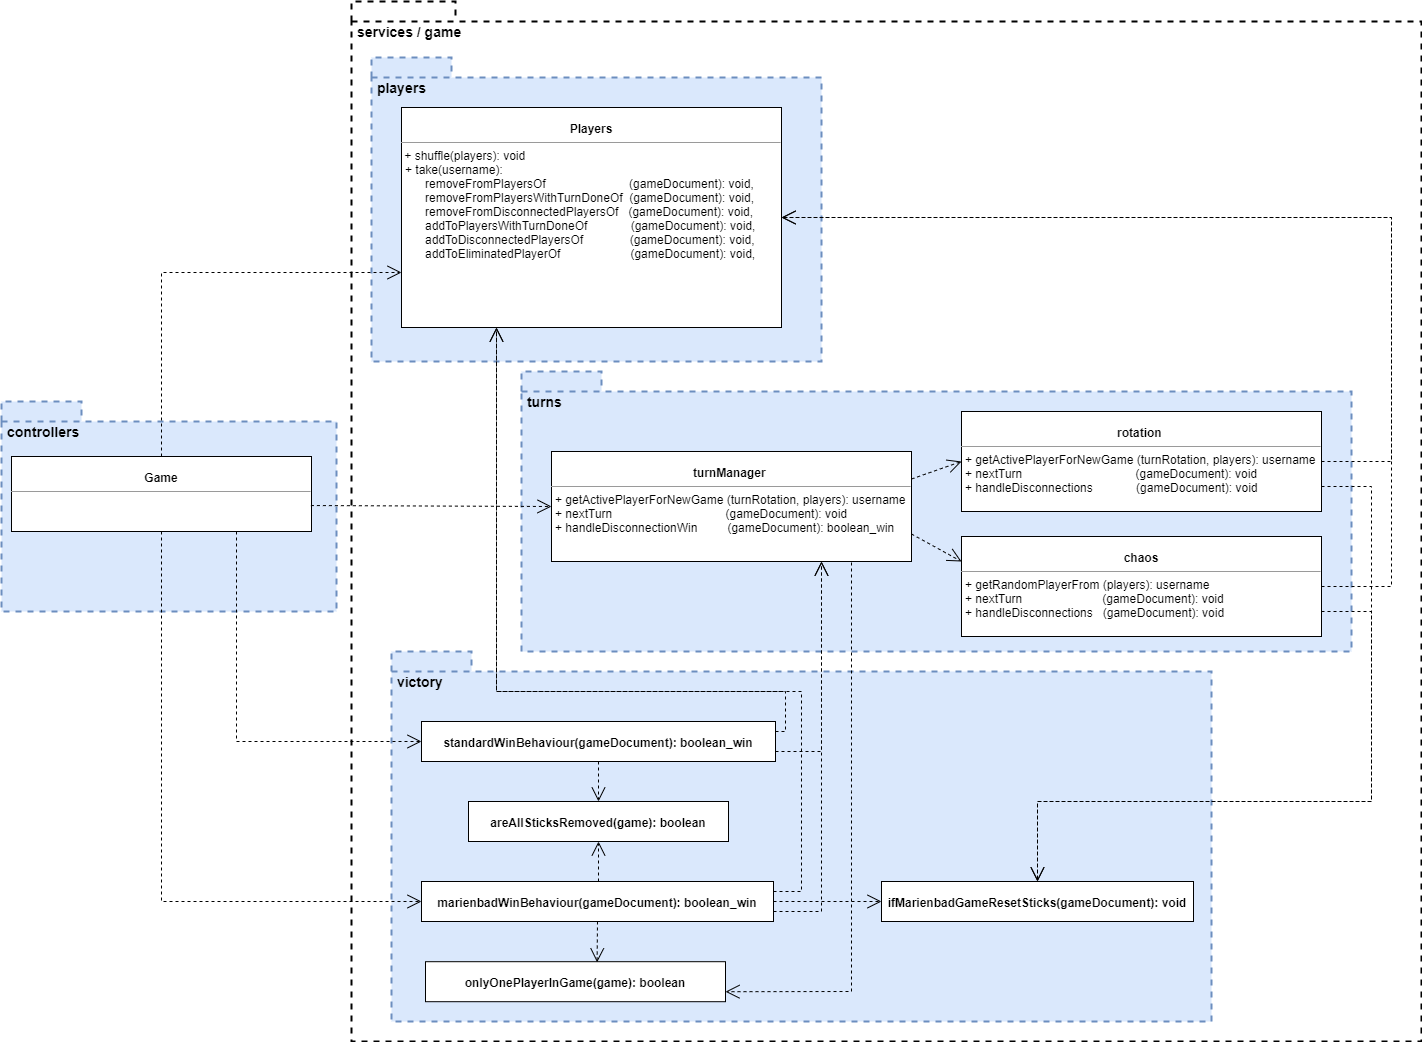 services / game
players
Players
+ shuffle(players): void
+ take(username):
removeFromPlayersOf (gameDocument): void,
removeFromPlayersWithTurnDoneOf (gameDocument): void,
removeFromDisconnectedPlayersOf (gameDocument): void,
addToPlayersWithTurnDoneOf (gameDocument): void,
addToDisconnectedPlayersOf (gameDocument): void,
addToEliminatedPlayerOf (gameDocument): void,
controllers
Game
turns
turnManager
+ getActivePlayerForNewGame (turnRotation, players): username
+ nextTurn (gameDocument): void
+ handleDisconnectionWin (gameDocument): boolean_win
rotation
+ getActivePlayerForNewGame (turnRotation, players): username
+ nextTurn (gameDocument): void
+ handleDisconnections (gameDocument): void
chaos
+ getRandomPlayerFrom (players): username
+ nextTurn (gameDocument): void
+ handleDisconnections (gameDocument): void
victory
standardWinBehaviour(gameDocument): boolean_win
areAllSticksRemoved(game): boolean
marienbadWinBehaviour(gameDocument): boolean_win
ifMarienbadGameResetSticks(gameDocument): void
onlyOnePlayerInGame(game): boolean